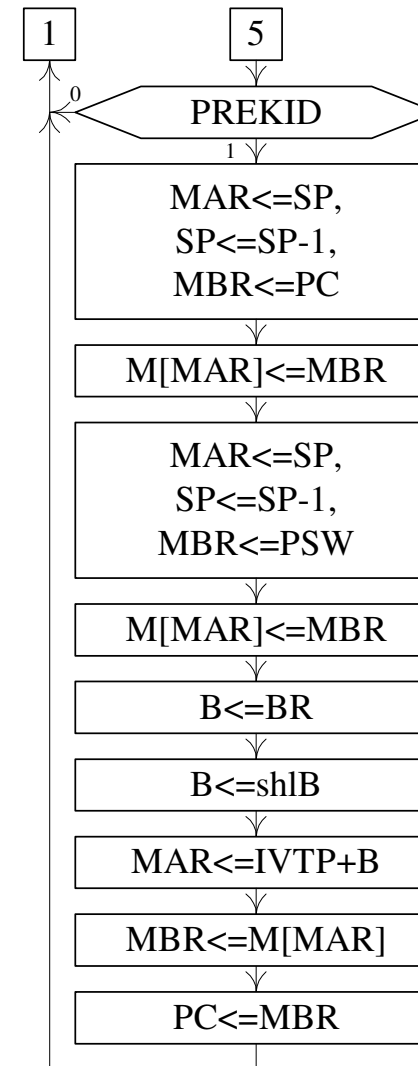 1
5
0
PREKID
1
MAR<=SP,
SP<=SP-1,
MBR<=PC
M[MAR]<=MBR
MAR<=SP,
SP<=SP-1,
MBR<=PSW
M[MAR]<=MBR
B<=BR
B<=shlB
MAR<=IVTP+B
MBR<=M[MAR]
PC<=MBR